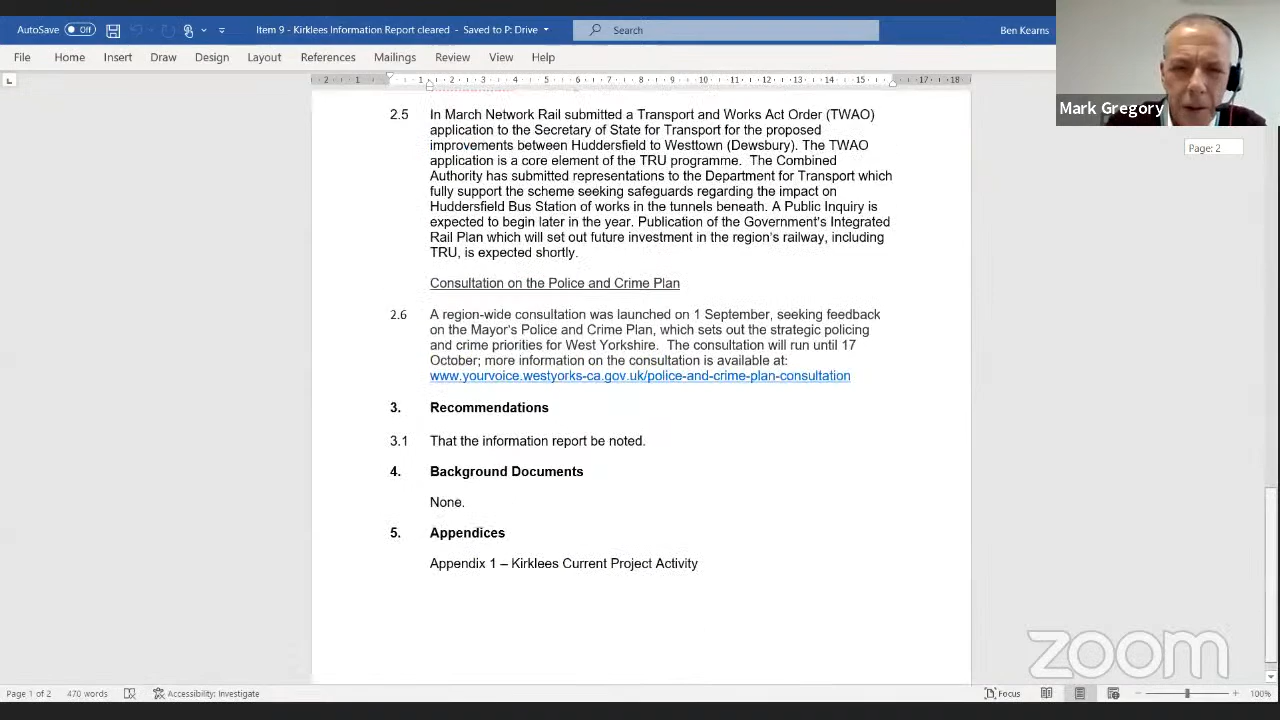 AutoSave Off Item 9 - Kirklees Information Report cleared - Saved to P: Drive Search Ben Kearns
File Home Insert Draw Design Layout References Mailings Review View Help
Mark Gregory
Page: 2
2.5 In March Network Rail submitted a Transport and Works Act Order (TWAO)
application to the Secretary of State for Transport for the proposed
improvements between Huddersfield to Westtown (Dewsbury). The TWAO
application is a core element of the TRU programme. The Combined
Authority has submitted representations to the Department for Transport which
fully support the scheme seeking safeguards regarding the impact on
Huddersfield Bus Station of works in the tunnels beneath. A Public Inquiry is
expected to begin later in the year. Publication of the Government's Integrated
Rail Plan which will set out future investment in the region's railway, including
TRU, is expected shortly.
Consultation on the Police and Crime Plan
2.6 A region-wide consultation was launched on 1 September, seeking feedback
on the Mayor's Police and Crime Plan, which sets out the strategic policing
and crime priorities for West Yorkshire. The consultation will run until 17
October; more information on the consultation is available at:
www.yourvoice.westyorks-ca.gov.uk/police-and-crime-plan-consultation
3. Recommendations
3.1 That the information report be noted.
4. Background Documents
None.
5. Appendices
Appendix 1 – Kirklees Current Project Activity
zoom
Page 1 of 2 470 words Accessibility: Investigate Focus 100%